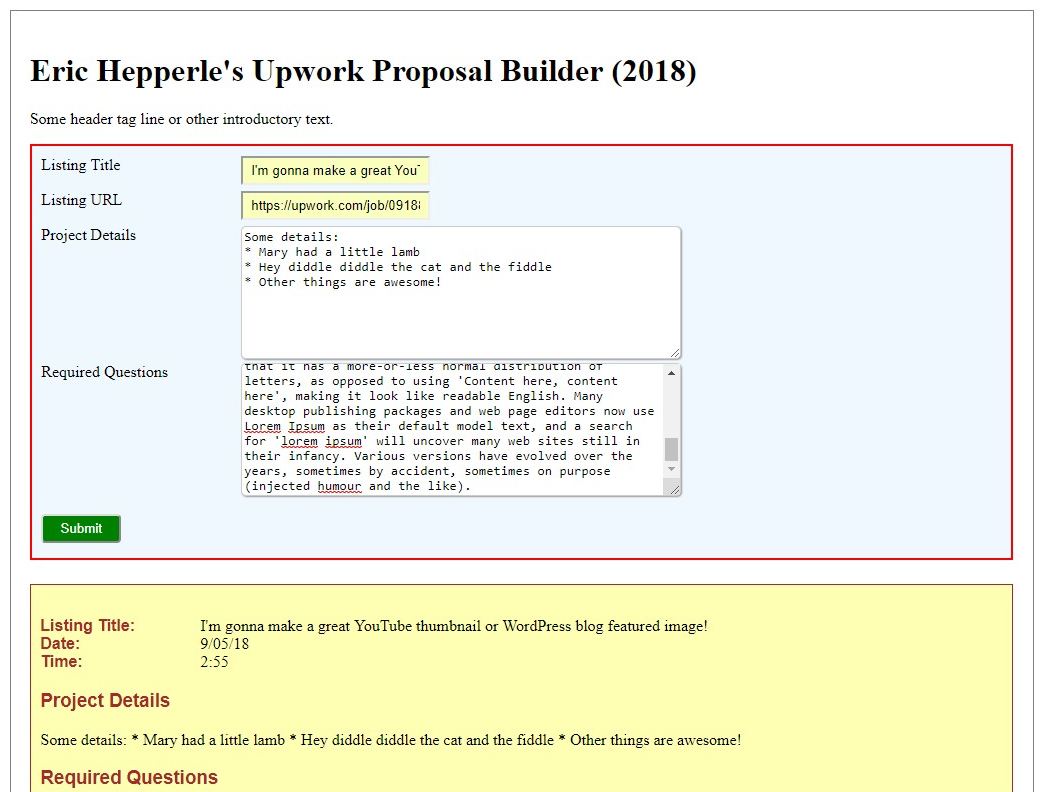 Eric Hepperle's Upwork Proposal Builder (2018)
Some header tag line or other introductory text.
Listing Title
I'm gonna make a great You
Listing URL
https://upwork.com/job/0918
Project Details
Some details:
* Mary had a little lamb
* Hey diddle diddle the cat and the fiddle
* Other things are awesome!
Required Questions
that it has a more-or-less normal distribution of
letters, as opposed to using 'Content here, content
here', making it look like readable English. Many
desktop publishing packages and web page editors now use
Lorem Ipsum as their default model text, and a search
for 'lorem ipsum' will uncover many web sites still in
their infancy. Various versions have evolved over the
years, sometimes by accident, sometimes on purpose
(injected humour and the like).
Submit
Listing Title: I'm gonna make a great YouTube thumbnail or WordPress blog featured image!
Date: 9/05/18
Time: 2:55
Project Details
Some details: * Mary had a little lamb * Hey diddle diddle the cat and the fiddle * Other things are awesome!
Required Questions